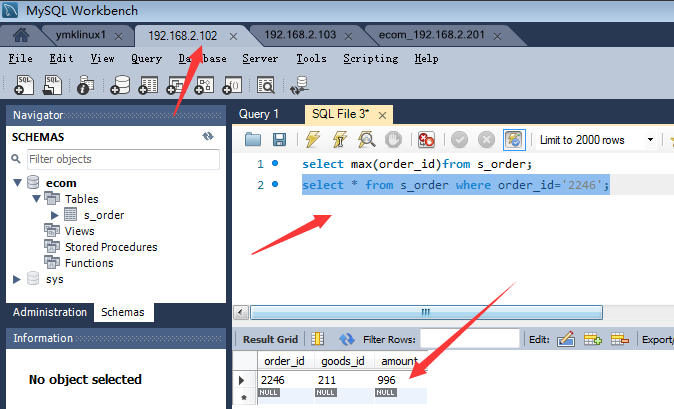 MySQL Workbench
ymklinux1 × 192.168.2.102 × 192.168.2.103 × ecom_192.168.2.201 ×
File Edit View Query Database Server Tools Scripting Help
Navigator
SCHEMAS
Filter objects
ecom
Tables
s_order
Views
Stored Procedures
Functions
sys
Administration Schemas
Information
No object selected
Query 1 SQL File 3* ×
Limit to 2000 rows
1 select max(order_id)from s_order;
2 select * from s_order where order_id='2246';
Result Grid Filter Rows: Edit: Export/
order_id goods_id amount
2246 211 996
NULL NULL NULL